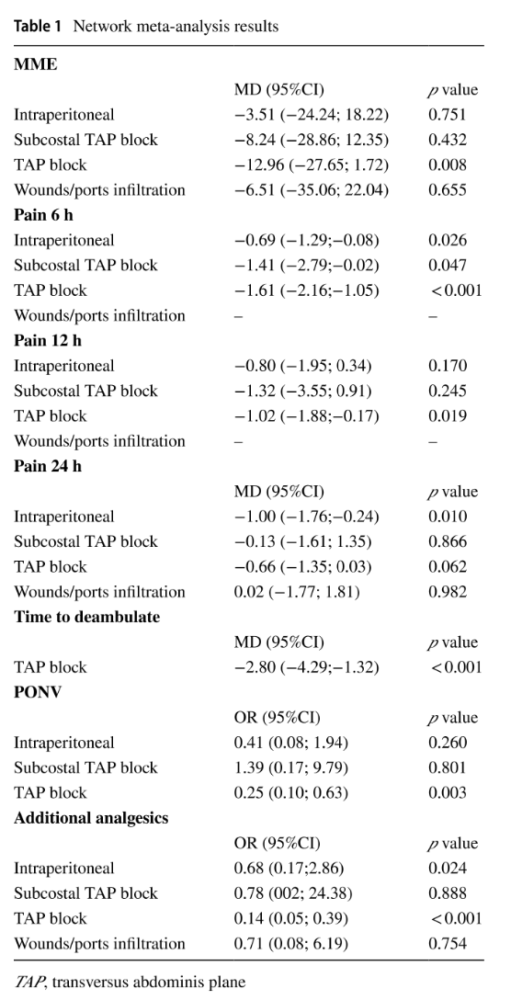 Table 1 Network meta-analysis results
MME
MD (95%CI) p value
Intraperitoneal −3.51 (−24.24; 18.22) 0.751
Subcostal TAP block −8.24 (−28.86; 12.35) 0.432
TAP block −12.96 (−27.65; 1.72) 0.008
Wounds/ports infiltration −6.51 (−35.06; 22.04) 0.655
Pain 6 h
Intraperitoneal −0.69 (−1.29;−0.08) 0.026
Subcostal TAP block −1.41 (−2.79;−0.02) 0.047
TAP block −1.61 (−2.16;−1.05) <0.001
Wounds/ports infiltration – –
Pain 12 h
Intraperitoneal −0.80 (−1.95; 0.34) 0.170
Subcostal TAP block −1.32 (−3.55; 0.91) 0.245
TAP block −1.02 (−1.88;−0.17) 0.019
Wounds/ports infiltration – –
Pain 24 h
MD (95%CI) p value
Intraperitoneal −1.00 (−1.76;−0.24) 0.010
Subcostal TAP block −0.13 (−1.61; 1.35) 0.866
TAP block −0.66 (−1.35; 0.03) 0.062
Wounds/ports infiltration 0.02 (−1.77; 1.81) 0.982
Time to deambulate
MD (95%CI) p value
TAP block −2.80 (−4.29;−1.32) <0.001
PONV
OR (95%CI) p value
Intraperitoneal 0.41 (0.08; 1.94) 0.260
Subcostal TAP block 1.39 (0.17; 9.79) 0.801
TAP block 0.25 (0.10; 0.63) 0.003
Additional analgesics
OR (95%CI) p value
Intraperitoneal 0.68 (0.17;2.86) 0.024
Subcostal TAP block 0.78 (002; 24.38) 0.888
TAP block 0.14 (0.05; 0.39) <0.001
Wounds/ports infiltration 0.71 (0.08; 6.19) 0.754
TAP, transversus abdominis plane